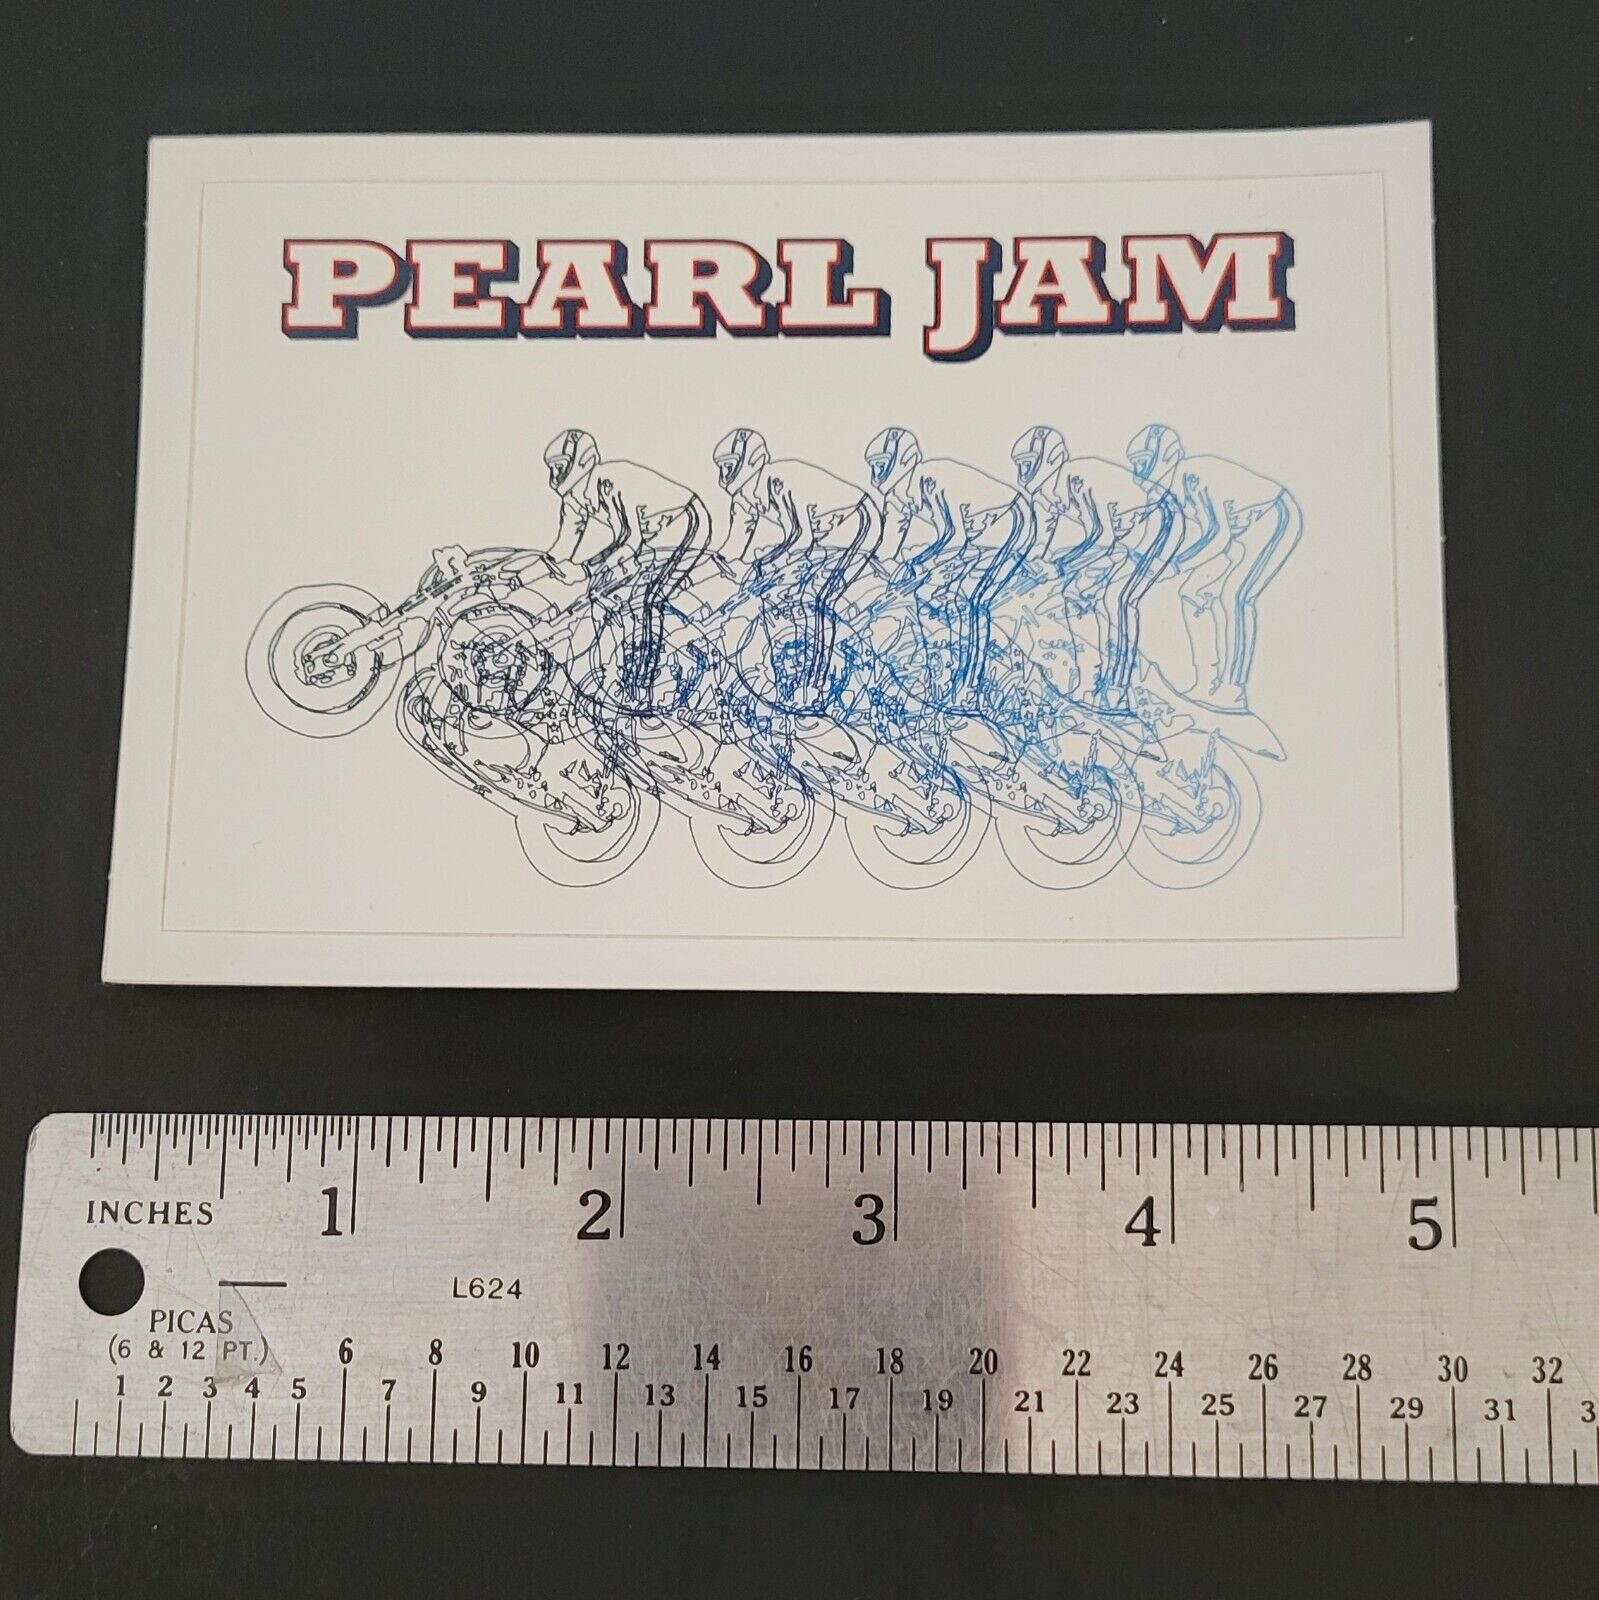 PEARL JAM
INCHES 1 2 3 4 5
L624
PICAS
(6 & 12 PT.)
6 8 10 12 14 16 18 20 22 24 26 28 30 32
1 2 3 4 5 7 9 11 13 15 17 19 21 23 25 27 29 31 3